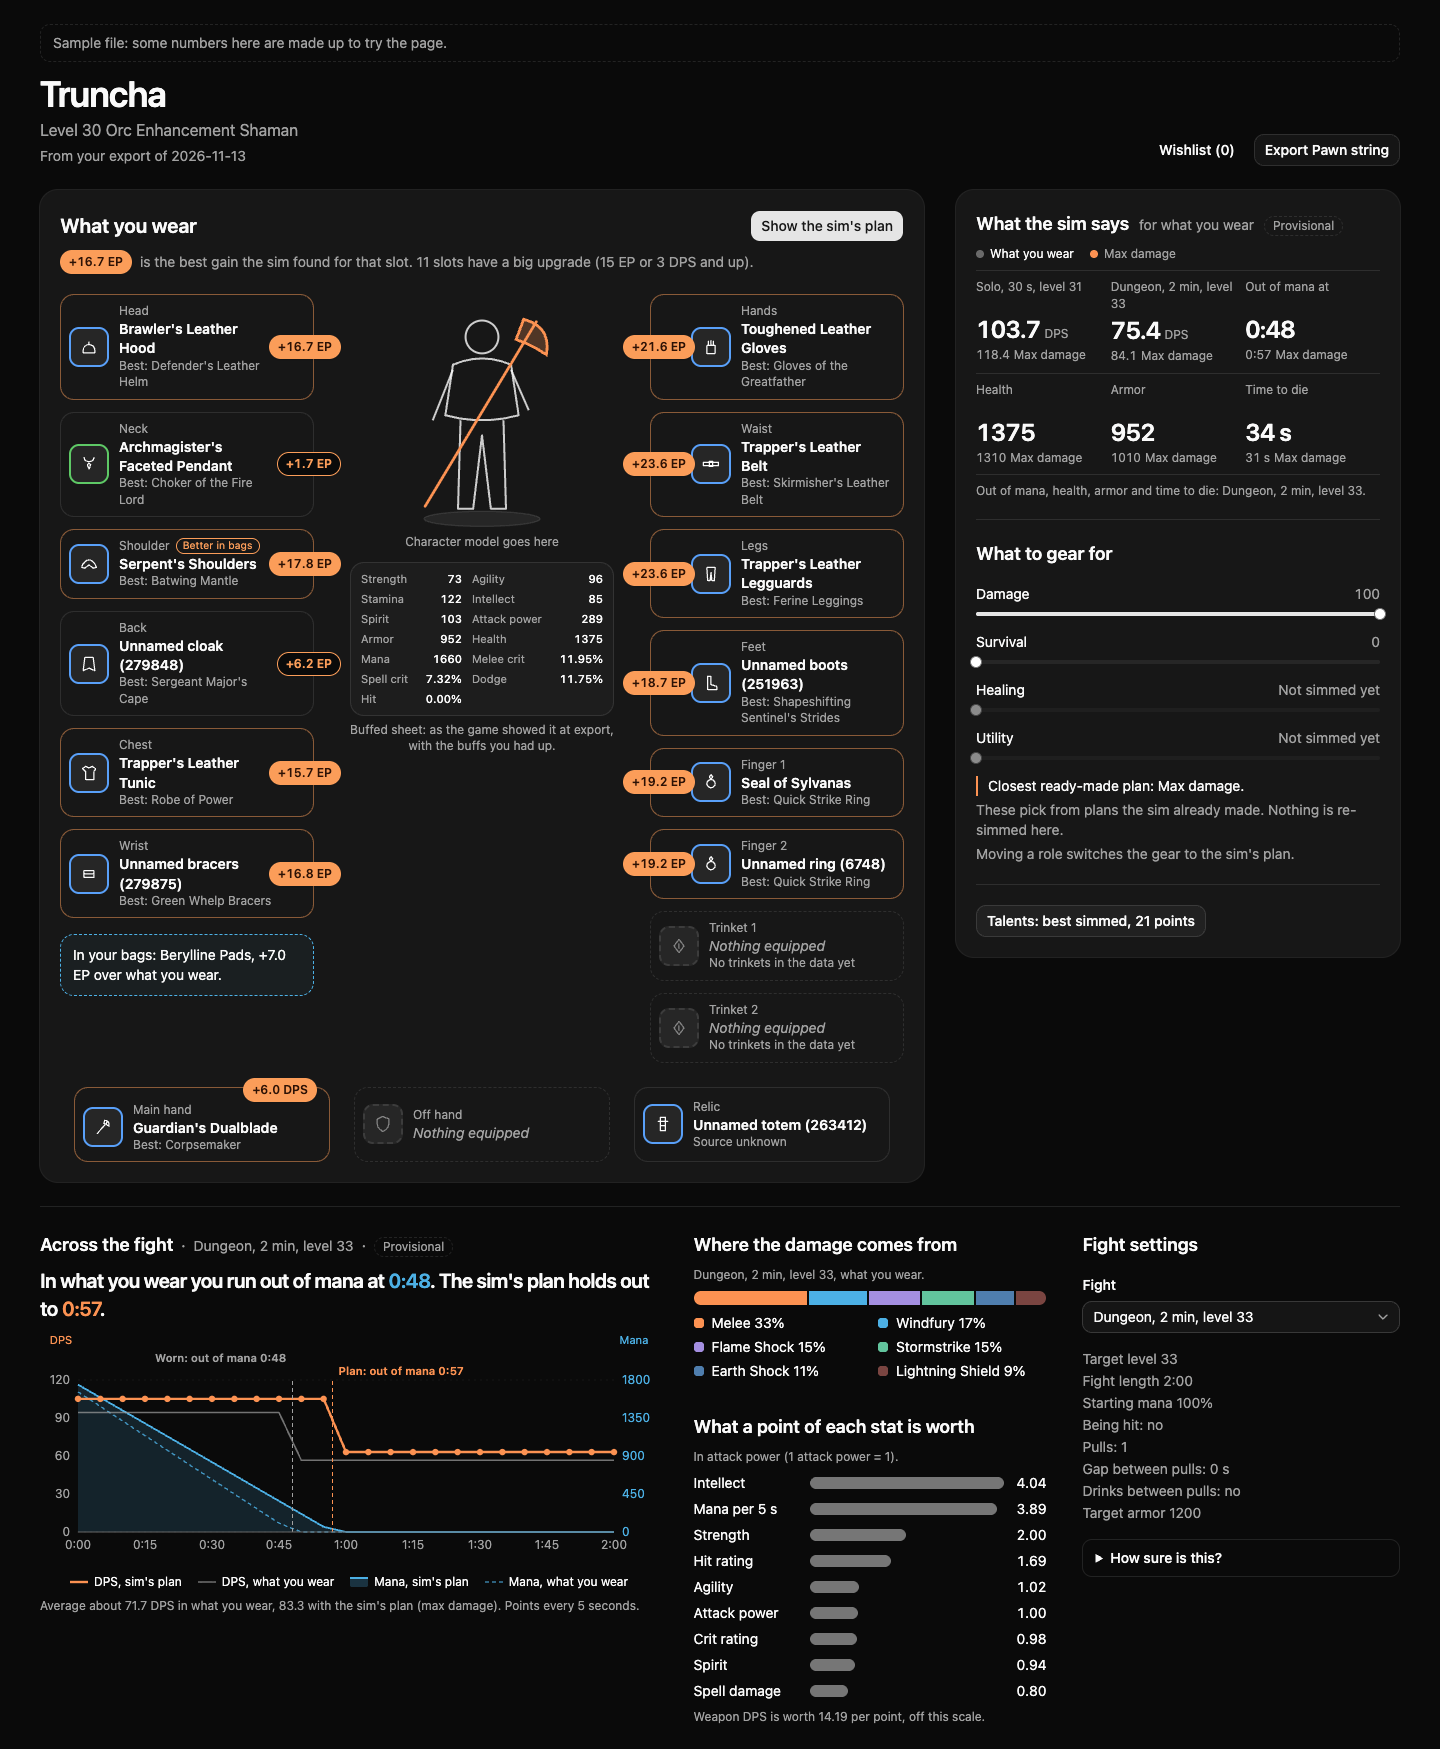 Sample file: some numbers here are made up to try the page.
Truncha
Level 30 Orc Enhancement Shaman
From your export of 2026-11-13
Wishlist (0)
Export Pawn string
What you wear
Show the sim's plan
+16.7 EP is the best gain the sim found for that slot. 11 slots have a big upgrade (15 EP or 3 DPS and up).
Head
Brawler's Leather
Hood
Best: Defender's Leather
Helm
+16.7 EP
Neck
Archmagister's
Faceted Pendant
Best: Choker of the Fire
Lord
+1.7 EP
Shoulder Better in bags
Serpent's Shoulders
Best: Batwing Mantle
+17.8 EP
Back
Unnamed cloak
(279848)
Best: Sergeant Major's
Cape
+6.2 EP
Chest
Trapper's Leather
Tunic
Best: Robe of Power
+15.7 EP
Wrist
Unnamed bracers
(279875)
Best: Green Whelp Bracers
+16.8 EP
In your bags: Berylline Pads, +7.0
EP over what you wear.
Character model goes here
Strength 73 Agility 96
Stamina 122 Intellect 85
Spirit 103 Attack power 289
Armor 952 Health 1375
Mana 1660 Melee crit 11.95%
Spell crit 7.32% Dodge 11.75%
Hit 0.00%
Buffed sheet: as the game showed it at export,
with the buffs you had up.
+21.6 EP
Hands
Toughened Leather
Gloves
Best: Gloves of the
Greatfather
+23.6 EP
Waist
Trapper's Leather
Belt
Best: Skirmisher's Leather
Belt
+23.6 EP
Legs
Trapper's Leather
Legguards
Best: Ferine Leggings
+18.7 EP
Feet
Unnamed boots
(251963)
Best: Shapeshifting
Sentinel's Strides
+19.2 EP
Finger 1
Seal of Sylvanas
Best: Quick Strike Ring
+19.2 EP
Finger 2
Unnamed ring (6748)
Best: Quick Strike Ring
Trinket 1
Nothing equipped
No trinkets in the data yet
Trinket 2
Nothing equipped
No trinkets in the data yet
+6.0 DPS
Main hand
Guardian's Dualblade
Best: Corpsemaker
Off hand
Nothing equipped
Relic
Unnamed totem (263412)
Source unknown
What the sim says for what you wear Provisional
What you wear Max damage
Solo, 30 s, level 31
103.7 DPS
118.4 Max damage
Dungeon, 2 min, level
33
75.4 DPS
84.1 Max damage
Out of mana at
0:48
0:57 Max damage
Health
1375
1310 Max damage
Armor
952
1010 Max damage
Time to die
34 s
31 s Max damage
Out of mana, health, armor and time to die: Dungeon, 2 min, level 33.
What to gear for
Damage 100
Survival 0
Healing Not simmed yet
Utility Not simmed yet
Closest ready-made plan: Max damage.
These pick from plans the sim already made. Nothing is re-
simmed here.
Moving a role switches the gear to the sim's plan.
Talents: best simmed, 21 points
Across the fight · Dungeon, 2 min, level 33 · Provisional
In what you wear you run out of mana at 0:48. The sim's plan holds out
to 0:57.
DPS Mana
Worn: out of mana 0:48
Plan: out of mana 0:57
120 1800
90 1350
60 900
30 450
0 0
0:00 0:15 0:30 0:45 1:00 1:15 1:30 1:45 2:00
DPS, sim's plan DPS, what you wear Mana, sim's plan Mana, what you wear
Average about 71.7 DPS in what you wear, 83.3 with the sim's plan (max damage). Points every 5 seconds.
Where the damage comes from
Dungeon, 2 min, level 33, what you wear.
Melee 33% Windfury 17%
Flame Shock 15% Stormstrike 15%
Earth Shock 11% Lightning Shield 9%
What a point of each stat is worth
In attack power (1 attack power = 1).
Intellect 4.04
Mana per 5 s 3.89
Strength 2.00
Hit rating 1.69
Agility 1.02
Attack power 1.00
Crit rating 0.98
Spirit 0.94
Spell damage 0.80
Weapon DPS is worth 14.19 per point, off this scale.
Fight settings
Fight
Dungeon, 2 min, level 33
Target level 33
Fight length 2:00
Starting mana 100%
Being hit: no
Pulls: 1
Gap between pulls: 0 s
Drinks between pulls: no
Target armor 1200
How sure is this?